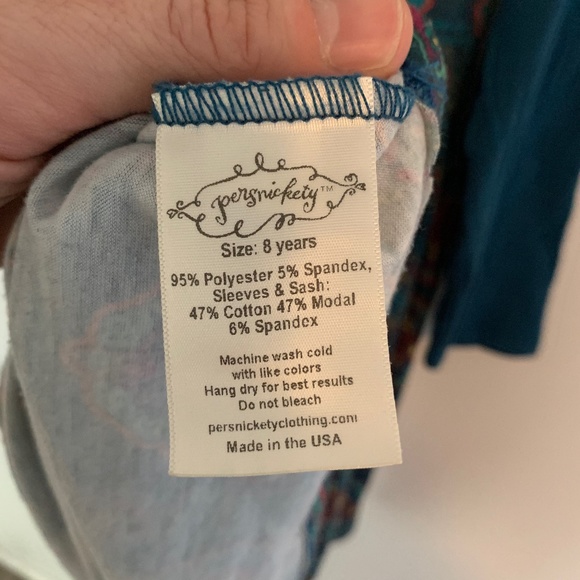 persnickety™
Size: 8 years
95% Polyester 5% Spandex,
Sleeves & Sash:
47% Cotton 47% Modal
6% Spandex
Machine wash cold
with like colors
Hang dry for best results
Do not bleach
persnicketyclothing.com
Made in the USA